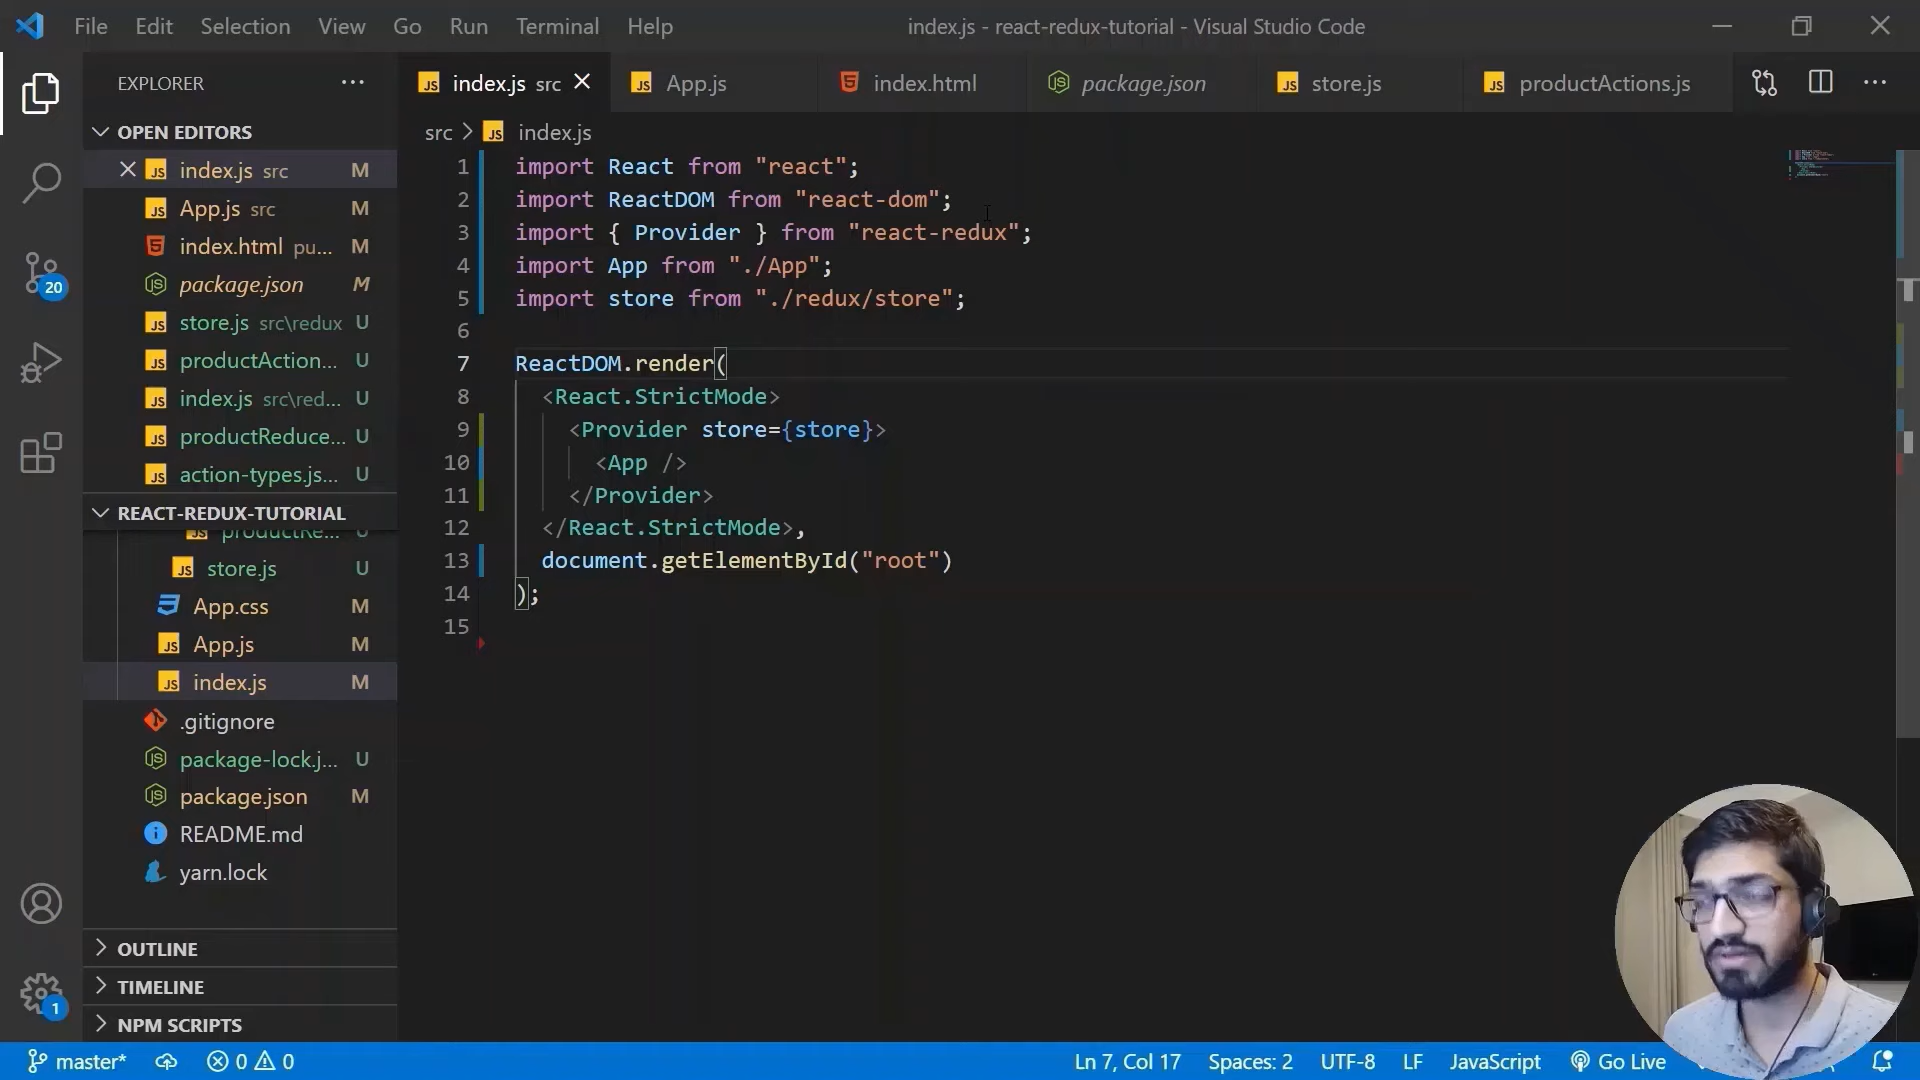 File Edit Selection View Go Run Terminal Help
index.js - react-redux-tutorial - Visual Studio Code
EXPLORER
index.js src
App.js
index.html
package.json
store.js
productActions.js
OPEN EDITORS
index.js src M
App.js src M
index.html pu... M
package.json M
store.js src\redux U
productAction... U
index.js src\red... U
productReduce... U
action-types.js... U
REACT-REDUX-TUTORIAL
productRe... U
store.js U
App.css M
App.js M
index.js M
.gitignore
package-lock.j... U
package.json M
README.md
yarn.lock
OUTLINE
TIMELINE
NPM SCRIPTS
20
1
src > index.js
1 import React from "react";
2 import ReactDOM from "react-dom";
3 import { Provider } from "react-redux";
4 import App from "./App";
5 import store from "./redux/store";
6
7 ReactDOM.render(
8 <React.StrictMode>
9 <Provider store={store}>
10 <App />
11 </Provider>
12 </React.StrictMode>,
13 document.getElementById("root")
14 );
15
master* 0 0
Ln 7, Col 17 Spaces: 2 UTF-8 LF JavaScript Go Live